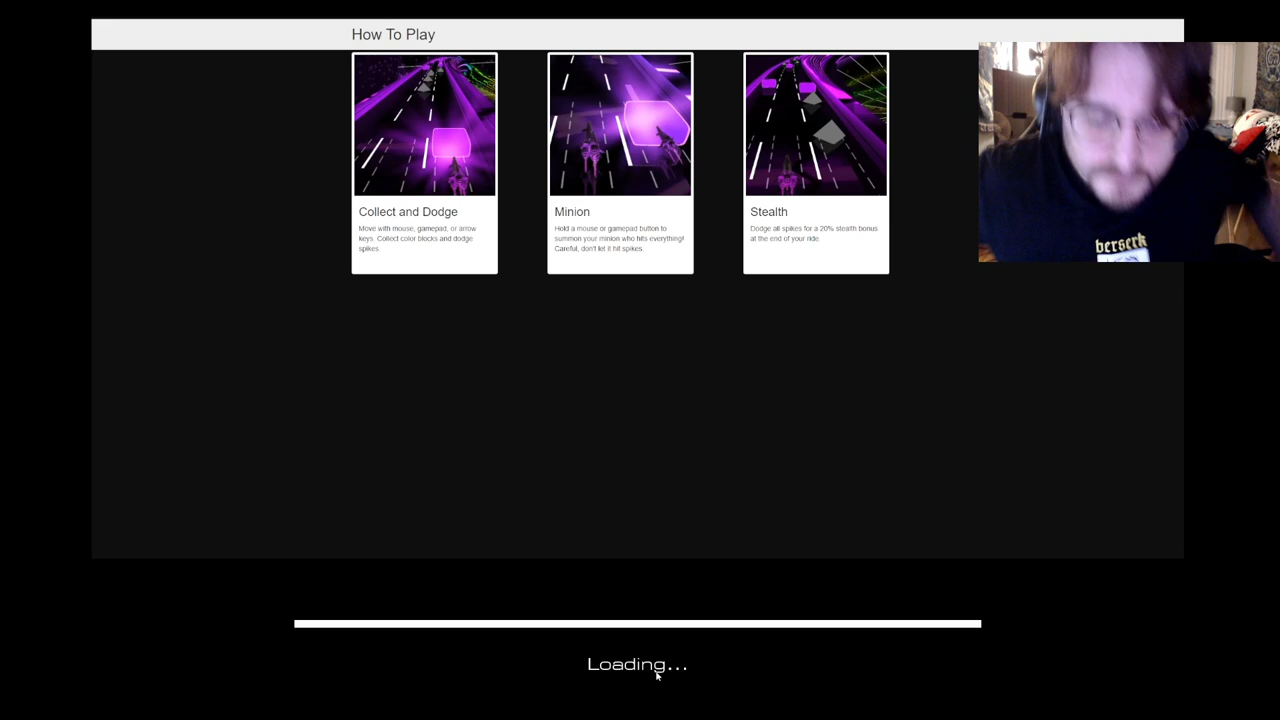 How To Play
Collect and Dodge
Move with mouse, gamepad, or arrow
keys. Collect color blocks and dodge
spikes.
Minion
Hold a mouse or gamepad button to
summon your minion who hits everything!
Careful, don't let it hit spikes.
Stealth
Dodge all spikes for a 20% stealth bonus
at the end of your ride.
berserk
Loading...